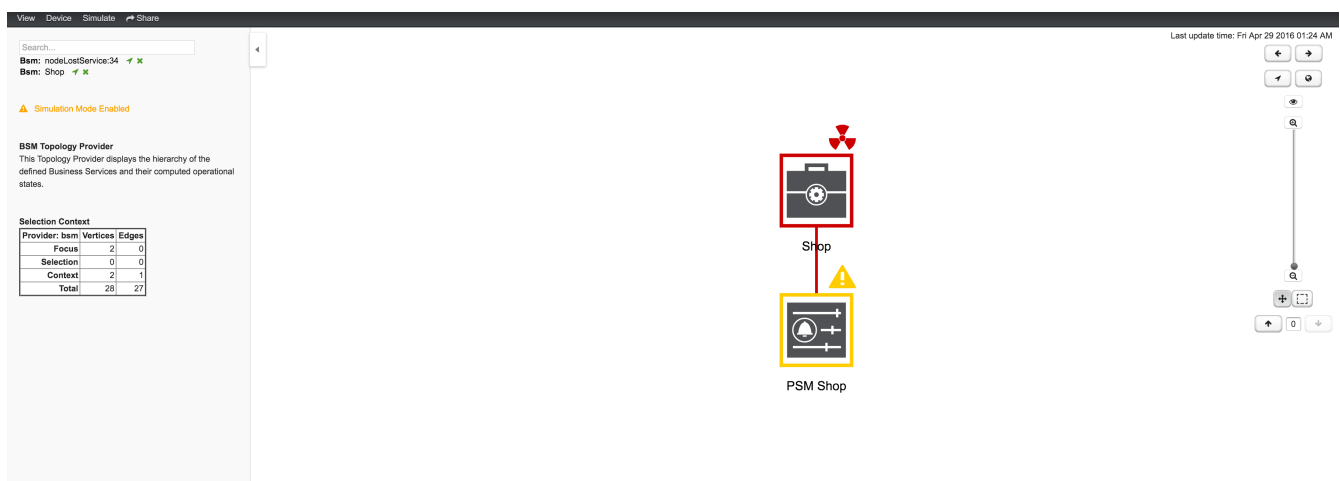 View Device Simulate Share
Last update time: Fri Apr 29 2016 01:24 AM
Search...
Bsm: nodeLostService:34
Bsm: Shop
Simulation Mode Enabled
BSM Topology Provider
This Topology Provider displays the hierarchy of the
defined Business Services and their computed operational
states.
Selection Context
Provider: bsm Vertices Edges
Focus 2 0
Selection 0 0
Context 2 1
Total 28 27
Shop
PSM Shop
0